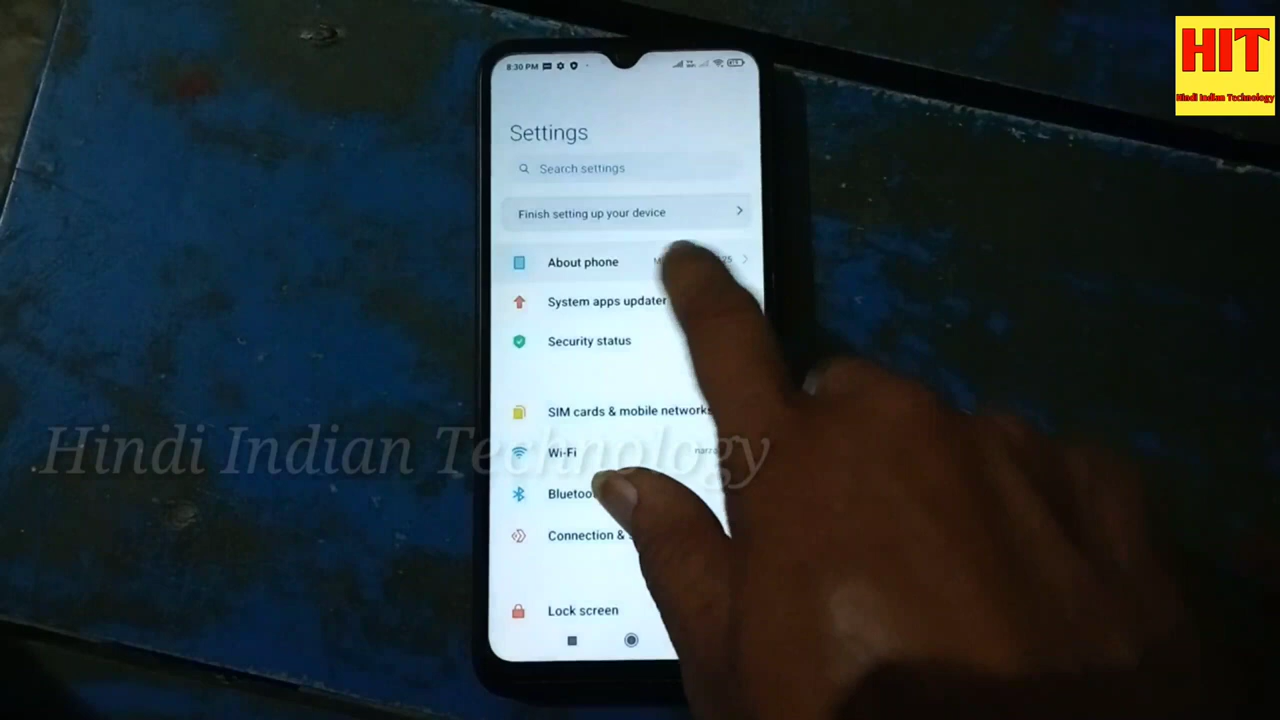 HIT
Hindi Indian Technology
8:30 PM
Settings
Search settings
Finish setting up your device
About phone
System apps updater
Security status
SIM cards & mobile networks
Hindi Indian Technology
Wi-Fi
Connection &
Lock screen